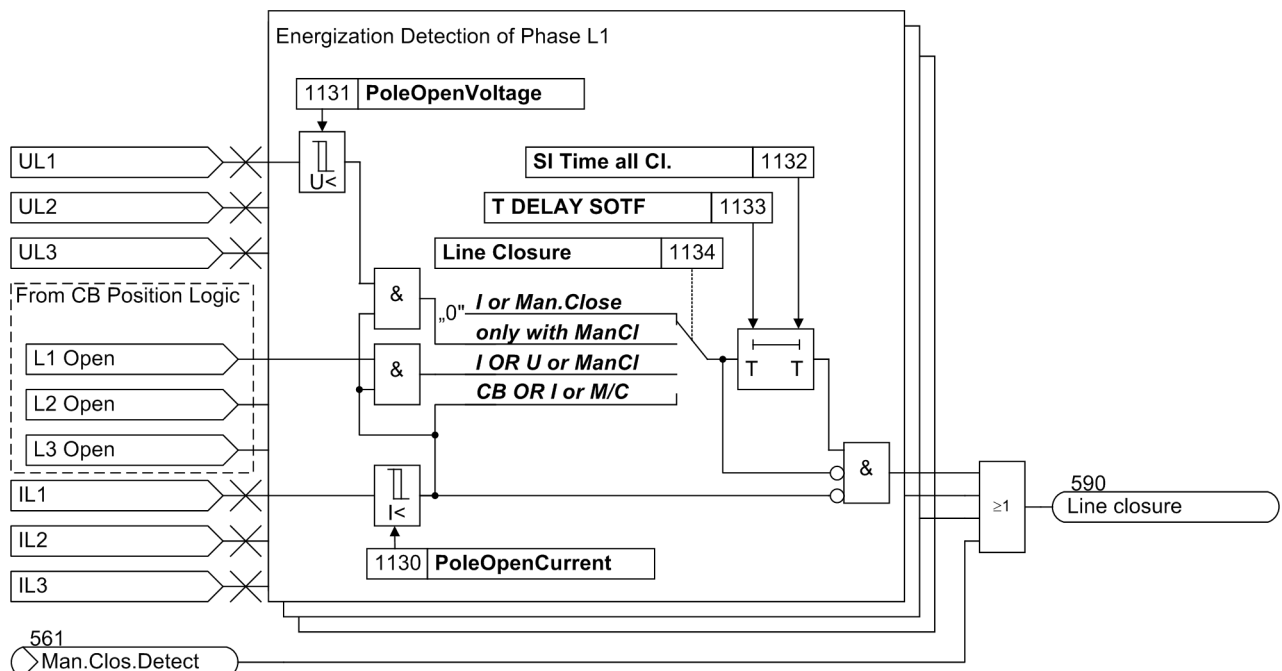 Energization Detection of Phase L1
1131 PoleOpenVoltage
UL1
U<
SI Time all Cl. 1132
UL2
T DELAY SOTF 1133
UL3
Line Closure 1134
From CB Position Logic
&
„0" I or Man.Close
only with ManCl
L1 Open
&
I OR U or ManCl
T T
L2 Open
CB OR I or M/C
L3 Open
&
IL1
I<
590
≥1
Line closure
IL2
1130 PoleOpenCurrent
IL3
561
Man.Clos.Detect